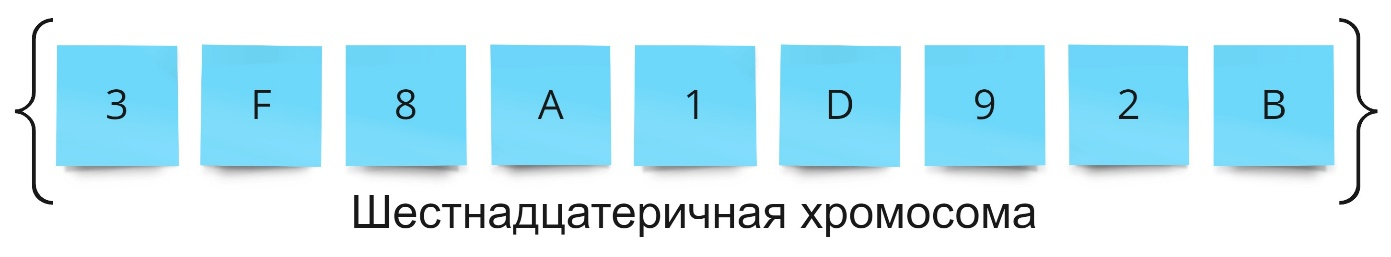 3 F 8 A 1 D 9 2 B
Шестнадцатеричная хромосома